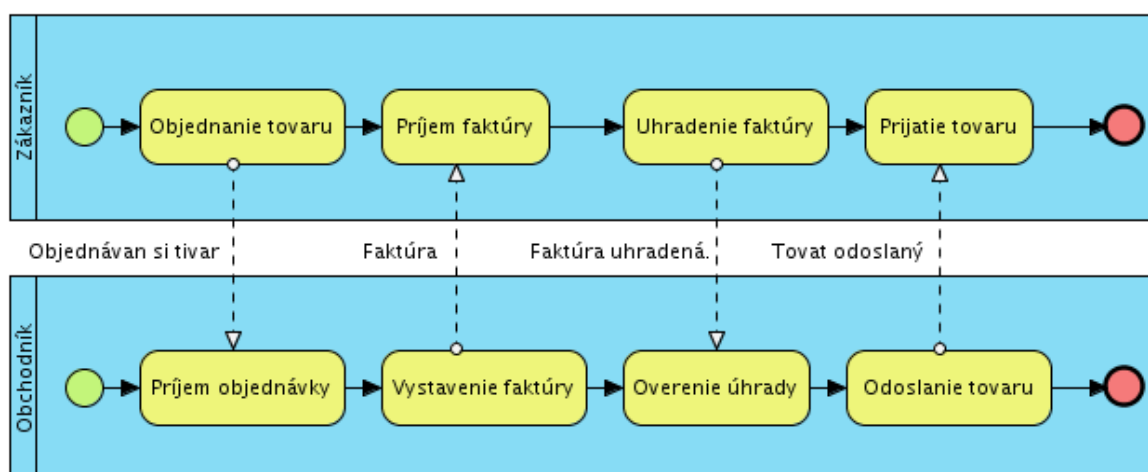 Zákazník
Objednanie tovaru
Príjem faktúry
Uhradenie faktúry
Prijatie tovaru
Objednávan si tivar
Faktúra
Faktúra uhradená.
Tovat odoslaný
Obchodník
Príjem objednávky
Vystavenie faktúry
Overenie úhrady
Odoslanie tovaru